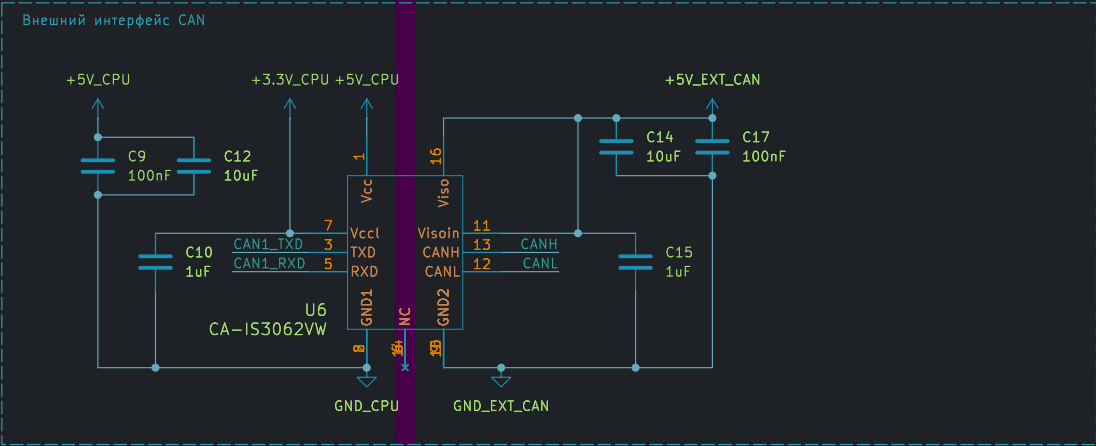 Внешний интерфейс CAN
+5V_CPU
+3.3V_CPU
+5V_CPU
+5V_EXT_CAN
C9
100nF
C12
10uF
1
16
C14
10uF
C17
100nF
Vcc
Viso
7
Vccl
Visoin
11
CAN1_TXD
3
TXD
CANH
13
CANH
CAN1_RXD
5
RXD
CANL
12
CANL
C10
1uF
C15
1uF
GND1
NC
GND2
U6
CA-IS3062VW
GND_CPU
GND_EXT_CAN